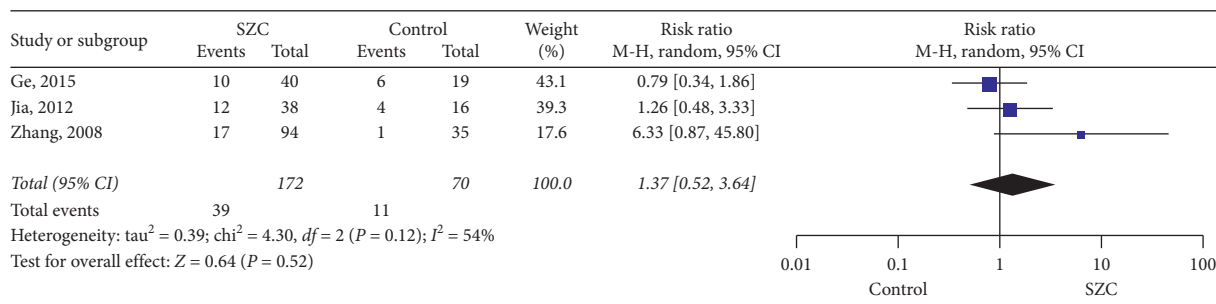 Study or subgroup SZC Control Weight (%) Risk ratio M-H, random, 95% CI Risk ratio M-H, random, 95% CI
Events Total Events Total
Ge, 2015 10 40 6 19 43.1 0.79 [0.34, 1.86]
Jia, 2012 12 38 4 16 39.3 1.26 [0.48, 3.33]
Zhang, 2008 17 94 1 35 17.6 6.33 [0.87, 45.80]
Total (95% CI) 172 70 100.0 1.37 [0.52, 3.64]
Total events 39 11
Heterogeneity: tau² = 0.39; chi² = 4.30, df = 2 (P = 0.12); I² = 54%
Test for overall effect: Z = 0.64 (P = 0.52)
0.01 0.1 1 10 100
Control SZC